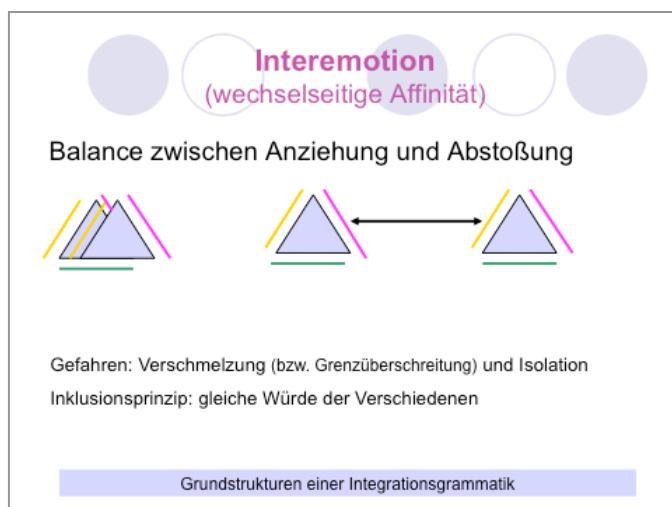 Interemotion
(wechselseitige Affinität)
Balance zwischen Anziehung und Abstoßung
Gefahren: Verschmelzung (bzw. Grenzüberschreitung) und Isolation
Inklusionsprinzip: gleiche Würde der Verschiedenen
Grundstrukturen einer Integrationsgrammatik